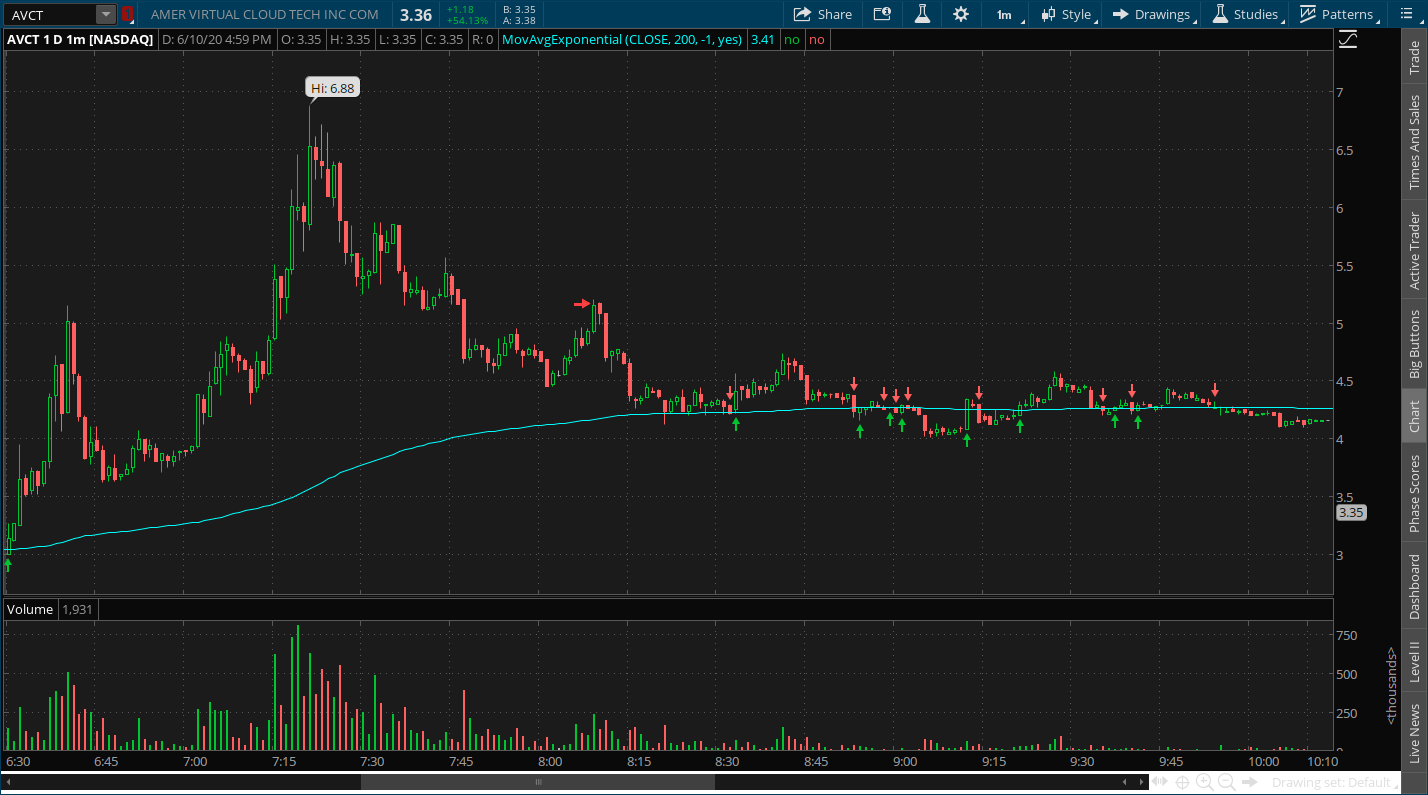 AVCT
1
AMER VIRTUAL CLOUD TECH INC COM
3.36
+1.18
+54.13%
B: 3.35
A: 3.38
Share
1m
Style
Drawings
Studies
Patterns
AVCT 1 D 1m [NASDAQ]
D: 6/10/20 4:59 PM
O: 3.35
H: 3.35
L: 3.35
C: 3.35
R: 0
MovAvgExponential (CLOSE, 200, -1, yes)
3.41
no
no
Hi: 6.88
7
6.5
6
5.5
5
4.5
4
3.5
3.35
3
Volume
1,931
750
500
250
0
<thousands>
6:30
6:45
7:00
7:15
7:30
7:45
8:00
8:15
8:30
8:45
9:00
9:15
9:30
9:45
10:00
10:10
Drawing set: Default
Trade
Times And Sales
Active Trader
Big Buttons
Chart
Phase Scores
Dashboard
Level II
Live News